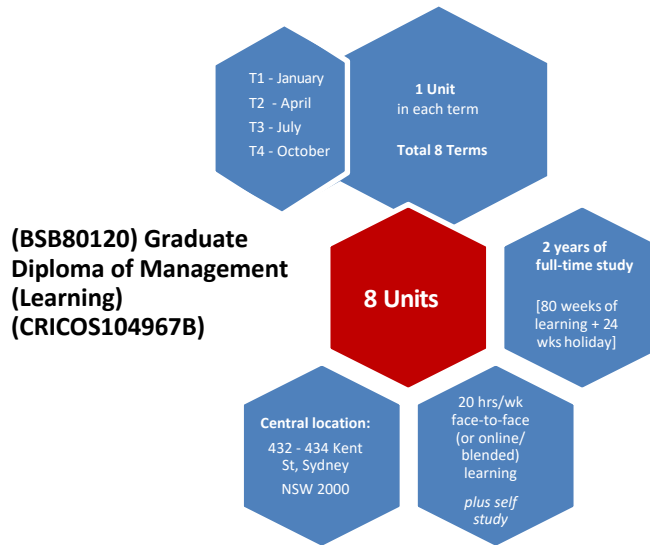 T1 - January
T2 - April
T3 - July
T4 - October
1 Unit
in each term
Total 8 Terms
(BSB80120) Graduate
Diploma of Management
(Learning)
(CRICOS104967B)
8 Units
2 years of
full-time study
[80 weeks of
learning + 24
wks holiday]
Central location:
432 - 434 Kent
St, Sydney
NSW 2000
20 hrs/wk
face-to-face
(or online/
blended)
learning
plus self
study